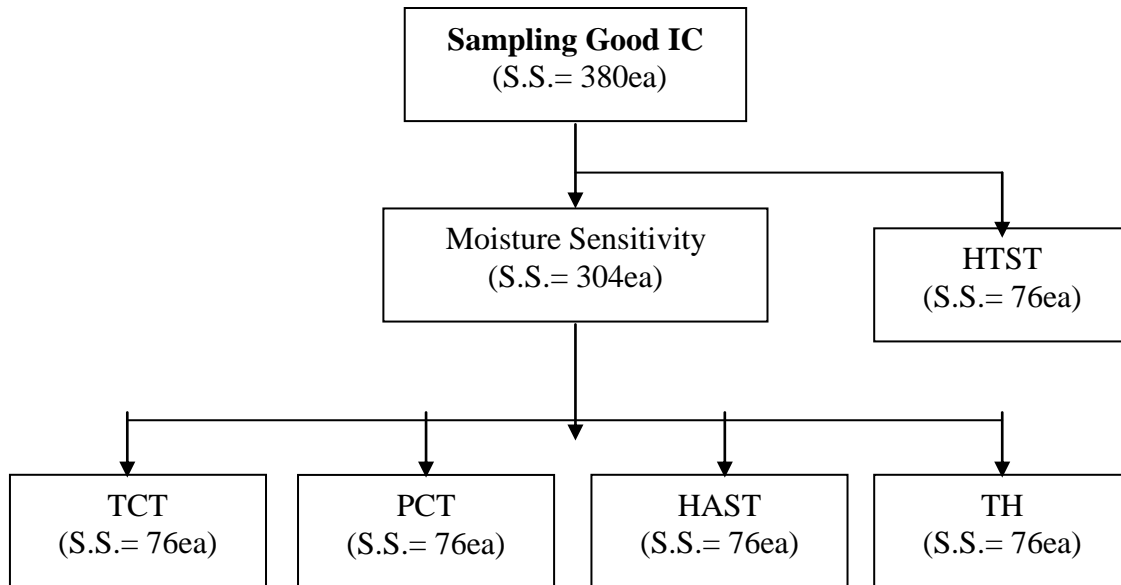 Sampling Good IC
(S.S.= 380ea)
Moisture Sensitivity
(S.S.= 304ea)
HTST
(S.S.= 76ea)
TCT
(S.S.= 76ea)
PCT
(S.S.= 76ea)
HAST
(S.S.= 76ea)
TH
(S.S.= 76ea)